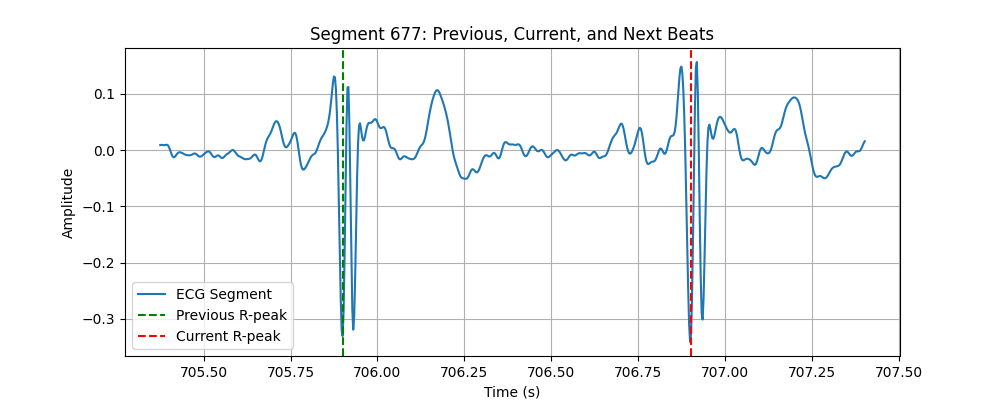 Segment 677: Previous, Current, and Next Beats
Amplitude
0.1
0.0
−0.1
−0.2
−0.3
ECG Segment
Previous R-peak
Current R-peak
705.50 705.75 706.00 706.25 706.50 706.75 707.00 707.25 707.50
Time (s)